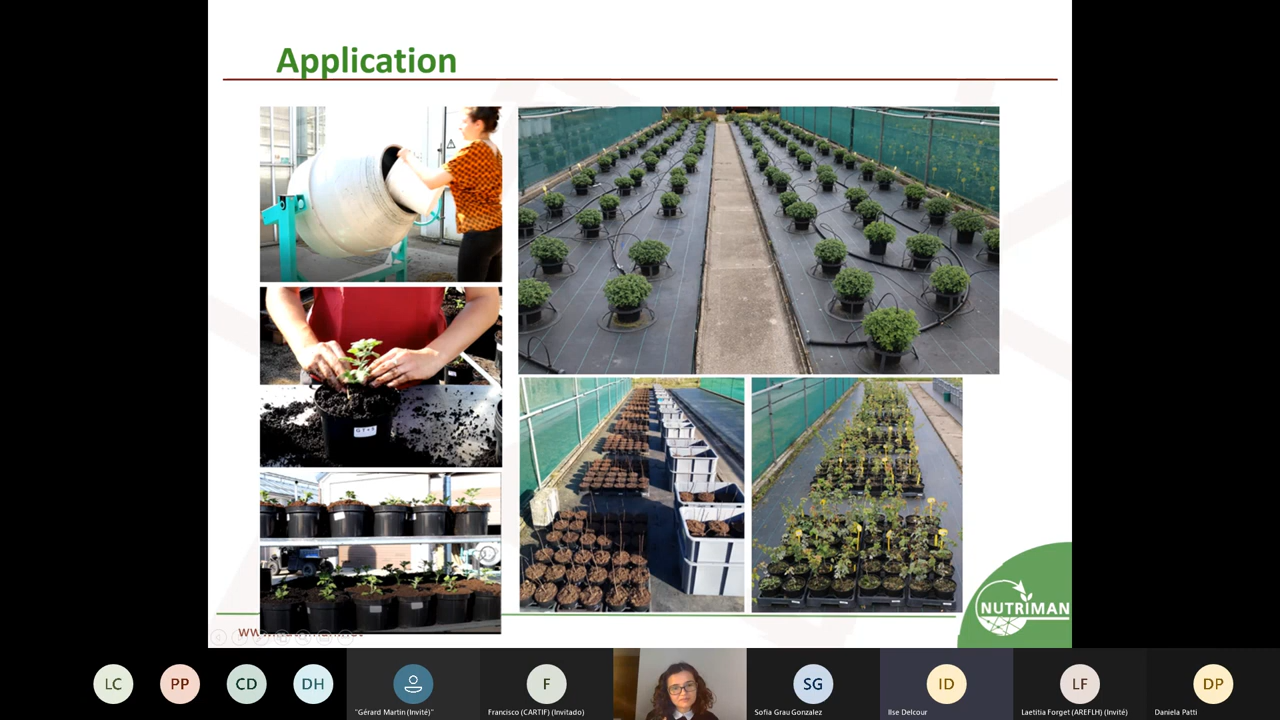 Application
NUTRIMAN
LC
PP
CD
DH
F
SG
ID
LF
DP
"Gérard Martin (Invité)"
Francisco (CARTIF) (Invitado)
Sofia Grau Gonzalez
Ilse Delcour
Laetitia Forget (AREFLH) (Invité)
Daniela Patti